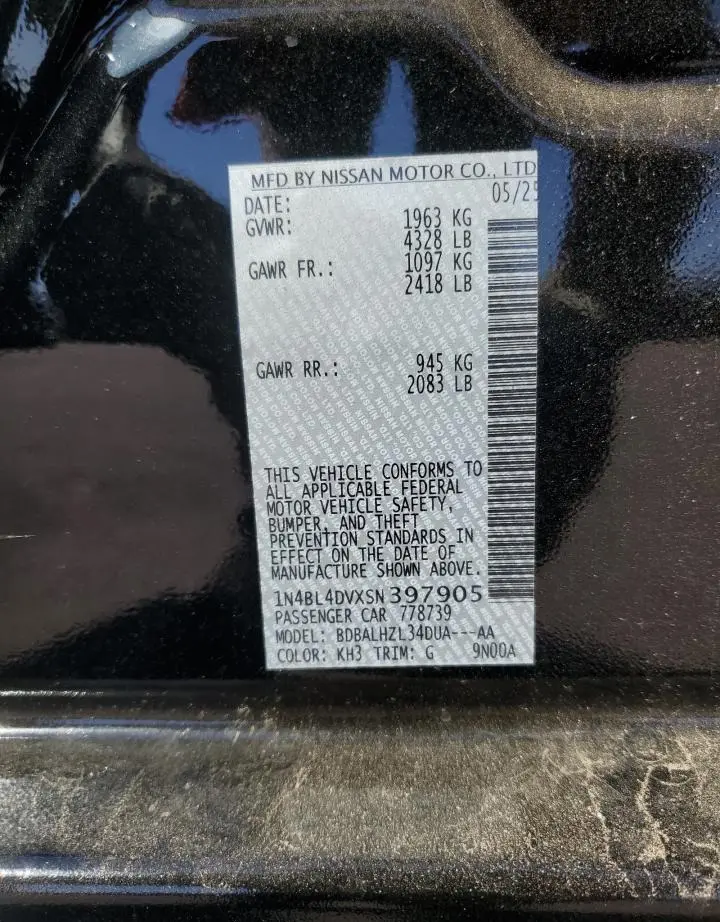 MFD BY NISSAN MOTOR CO., LTD
DATE: 05/25
GVWR: 1963 KG
4328 LB
GAWR FR.: 1097 KG
2418 LB
GAWR RR.: 945 KG
2083 LB
THIS VEHICLE CONFORMS TO
ALL APPLICABLE FEDERAL
MOTOR VEHICLE SAFETY,
BUMPER, AND THEFT
PREVENTION STANDARDS IN
EFFECT ON THE DATE OF
MANUFACTURE SHOWN ABOVE.
1N4BL4DVXSN397905
PASSENGER CAR 778739
MODEL: BDBALHZL34DUA---AA
COLOR: KH3 TRIM: G 9N00A